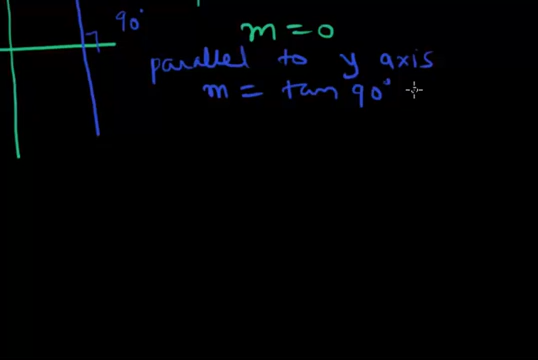 90°
m = 0
parallel to y axis
m = tan 90°